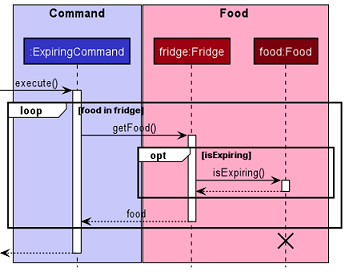 Command
Food
:ExpiringCommand
fridge:Fridge
food:Food
execute()
loop
[food in fridge]
getFood()
opt
[isExpiring]
isExpiring()
food